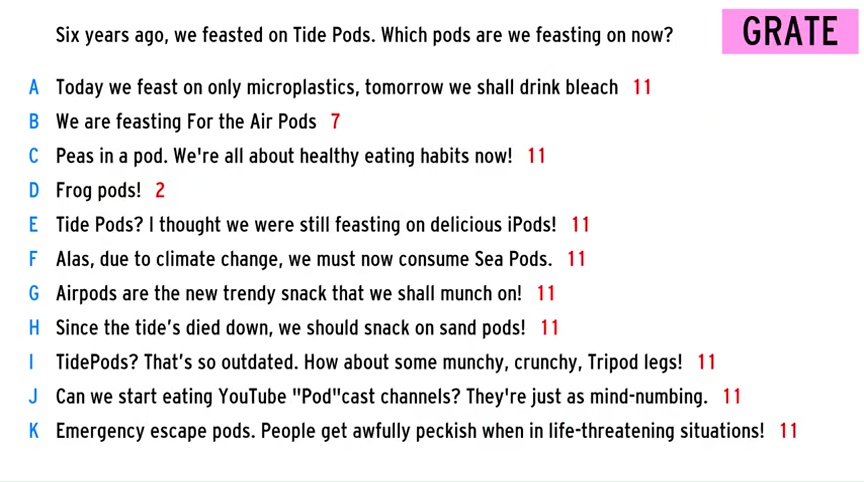 Six years ago, we feasted on Tide Pods. Which pods are we feasting on now?
GRATE
A Today we feast on only microplastics, tomorrow we shall drink bleach 11
B We are feasting For the Air Pods 7
C Peas in a pod. We're all about healthy eating habits now! 11
D Frog pods! 2
E Tide Pods? I thought we were still feasting on delicious iPods! 11
F Alas, due to climate change, we must now consume Sea Pods. 11
G Airpods are the new trendy snack that we shall munch on! 11
H Since the tide's died down, we should snack on sand pods! 11
I TidePods? That's so outdated. How about some munchy, crunchy, Tripod legs! 11
J Can we start eating YouTube "Pod"cast channels? They're just as mind-numbing. 11
K Emergency escape pods. People get awfully peckish when in life-threatening situations! 11